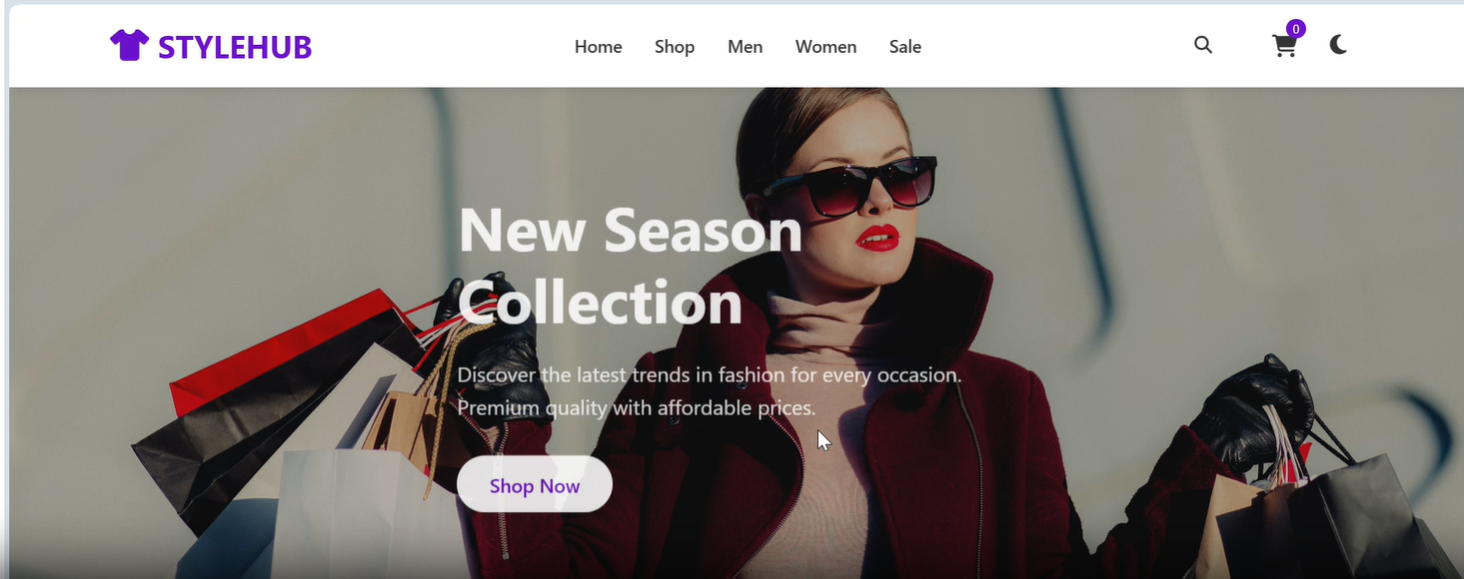 STYLEHUB
Home Shop Men Women Sale
0
New Season
Collection
Discover the latest trends in fashion for every occasion.
Premium quality with affordable prices.
Shop Now